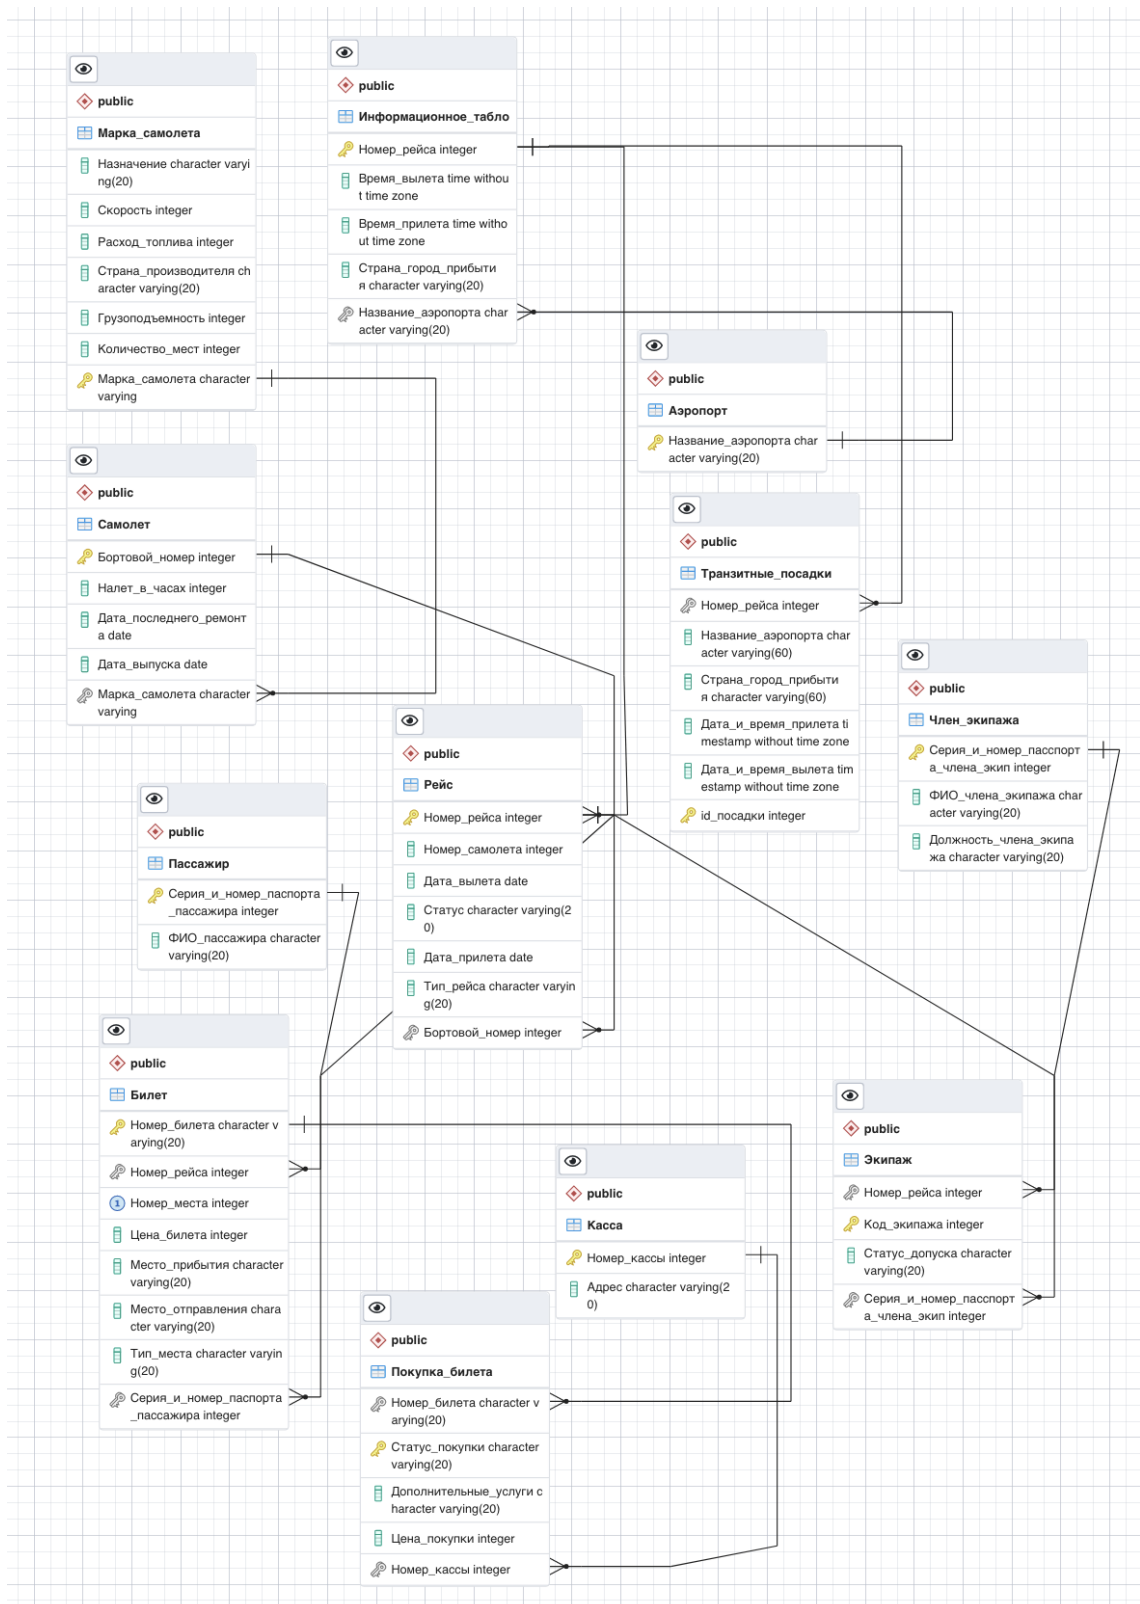 public
Марка_самолета
Назначение character varyi
ng(20)
Скорость integer
Расход_топлива integer
Страна_производителя ch
aracter varying(20)
Грузоподъемность integer
Количество_мест integer
Марка_самолета character
varying
public
Информационное_табло
Номер_рейса integer
Время_вылета time withou
t time zone
Время_прилета time witho
ut time zone
Страна_город_прибыти
я character varying(20)
Название_аэропорта char
acter varying(20)
public
Аэропорт
Название_аэропорта char
acter varying(20)
public
Самолет
Бортовой_номер integer
Налет_в_часах integer
Дата_последнего_ремонт
а date
Дата_выпуска date
Марка_самолета character
varying
public
Транзитные_посадки
Номер_рейса integer
Название_аэропорта char
acter varying(60)
Страна_город_прибыти
я character varying(60)
Дата_и_время_прилета ti
mestamp without time zone
Дата_и_время_вылета tim
estamp without time zone
id_посадки integer
public
Член_экипажа
Серия_и_номер_пасспорт
а_члена_экип integer
ФИО_члена_экипажа char
acter varying(20)
Должность_члена_экипа
жа character varying(20)
public
Рейс
Номер_рейса integer
Номер_самолета integer
Дата_вылета date
Статус character varying(2
0)
Дата_прилета date
Тип_рейса character varyin
g(20)
Бортовой_номер integer
public
Пассажир
Серия_и_номер_паспорта
_пассажира integer
ФИО_пассажира character
varying(20)
public
Билет
Номер_билета character v
arying(20)
Номер_рейса integer
1 Номер_места integer
Цена_билета integer
Место_прибытия character
varying(20)
Место_отправления chara
cter varying(20)
Тип_места character varyin
g(20)
Серия_и_номер_паспорта
_пассажира integer
public
Экипаж
Номер_рейса integer
Код_экипажа integer
Статус_допуска character
varying(20)
Серия_и_номер_пасспорт
а_члена_экип integer
public
Касса
Номер_кассы integer
Адрес character varying(2
0)
public
Покупка_билета
Номер_билета character v
arying(20)
Статус_покупки character
varying(20)
Дополнительные_услуги c
haracter varying(20)
Цена_покупки integer
Номер_кассы integer